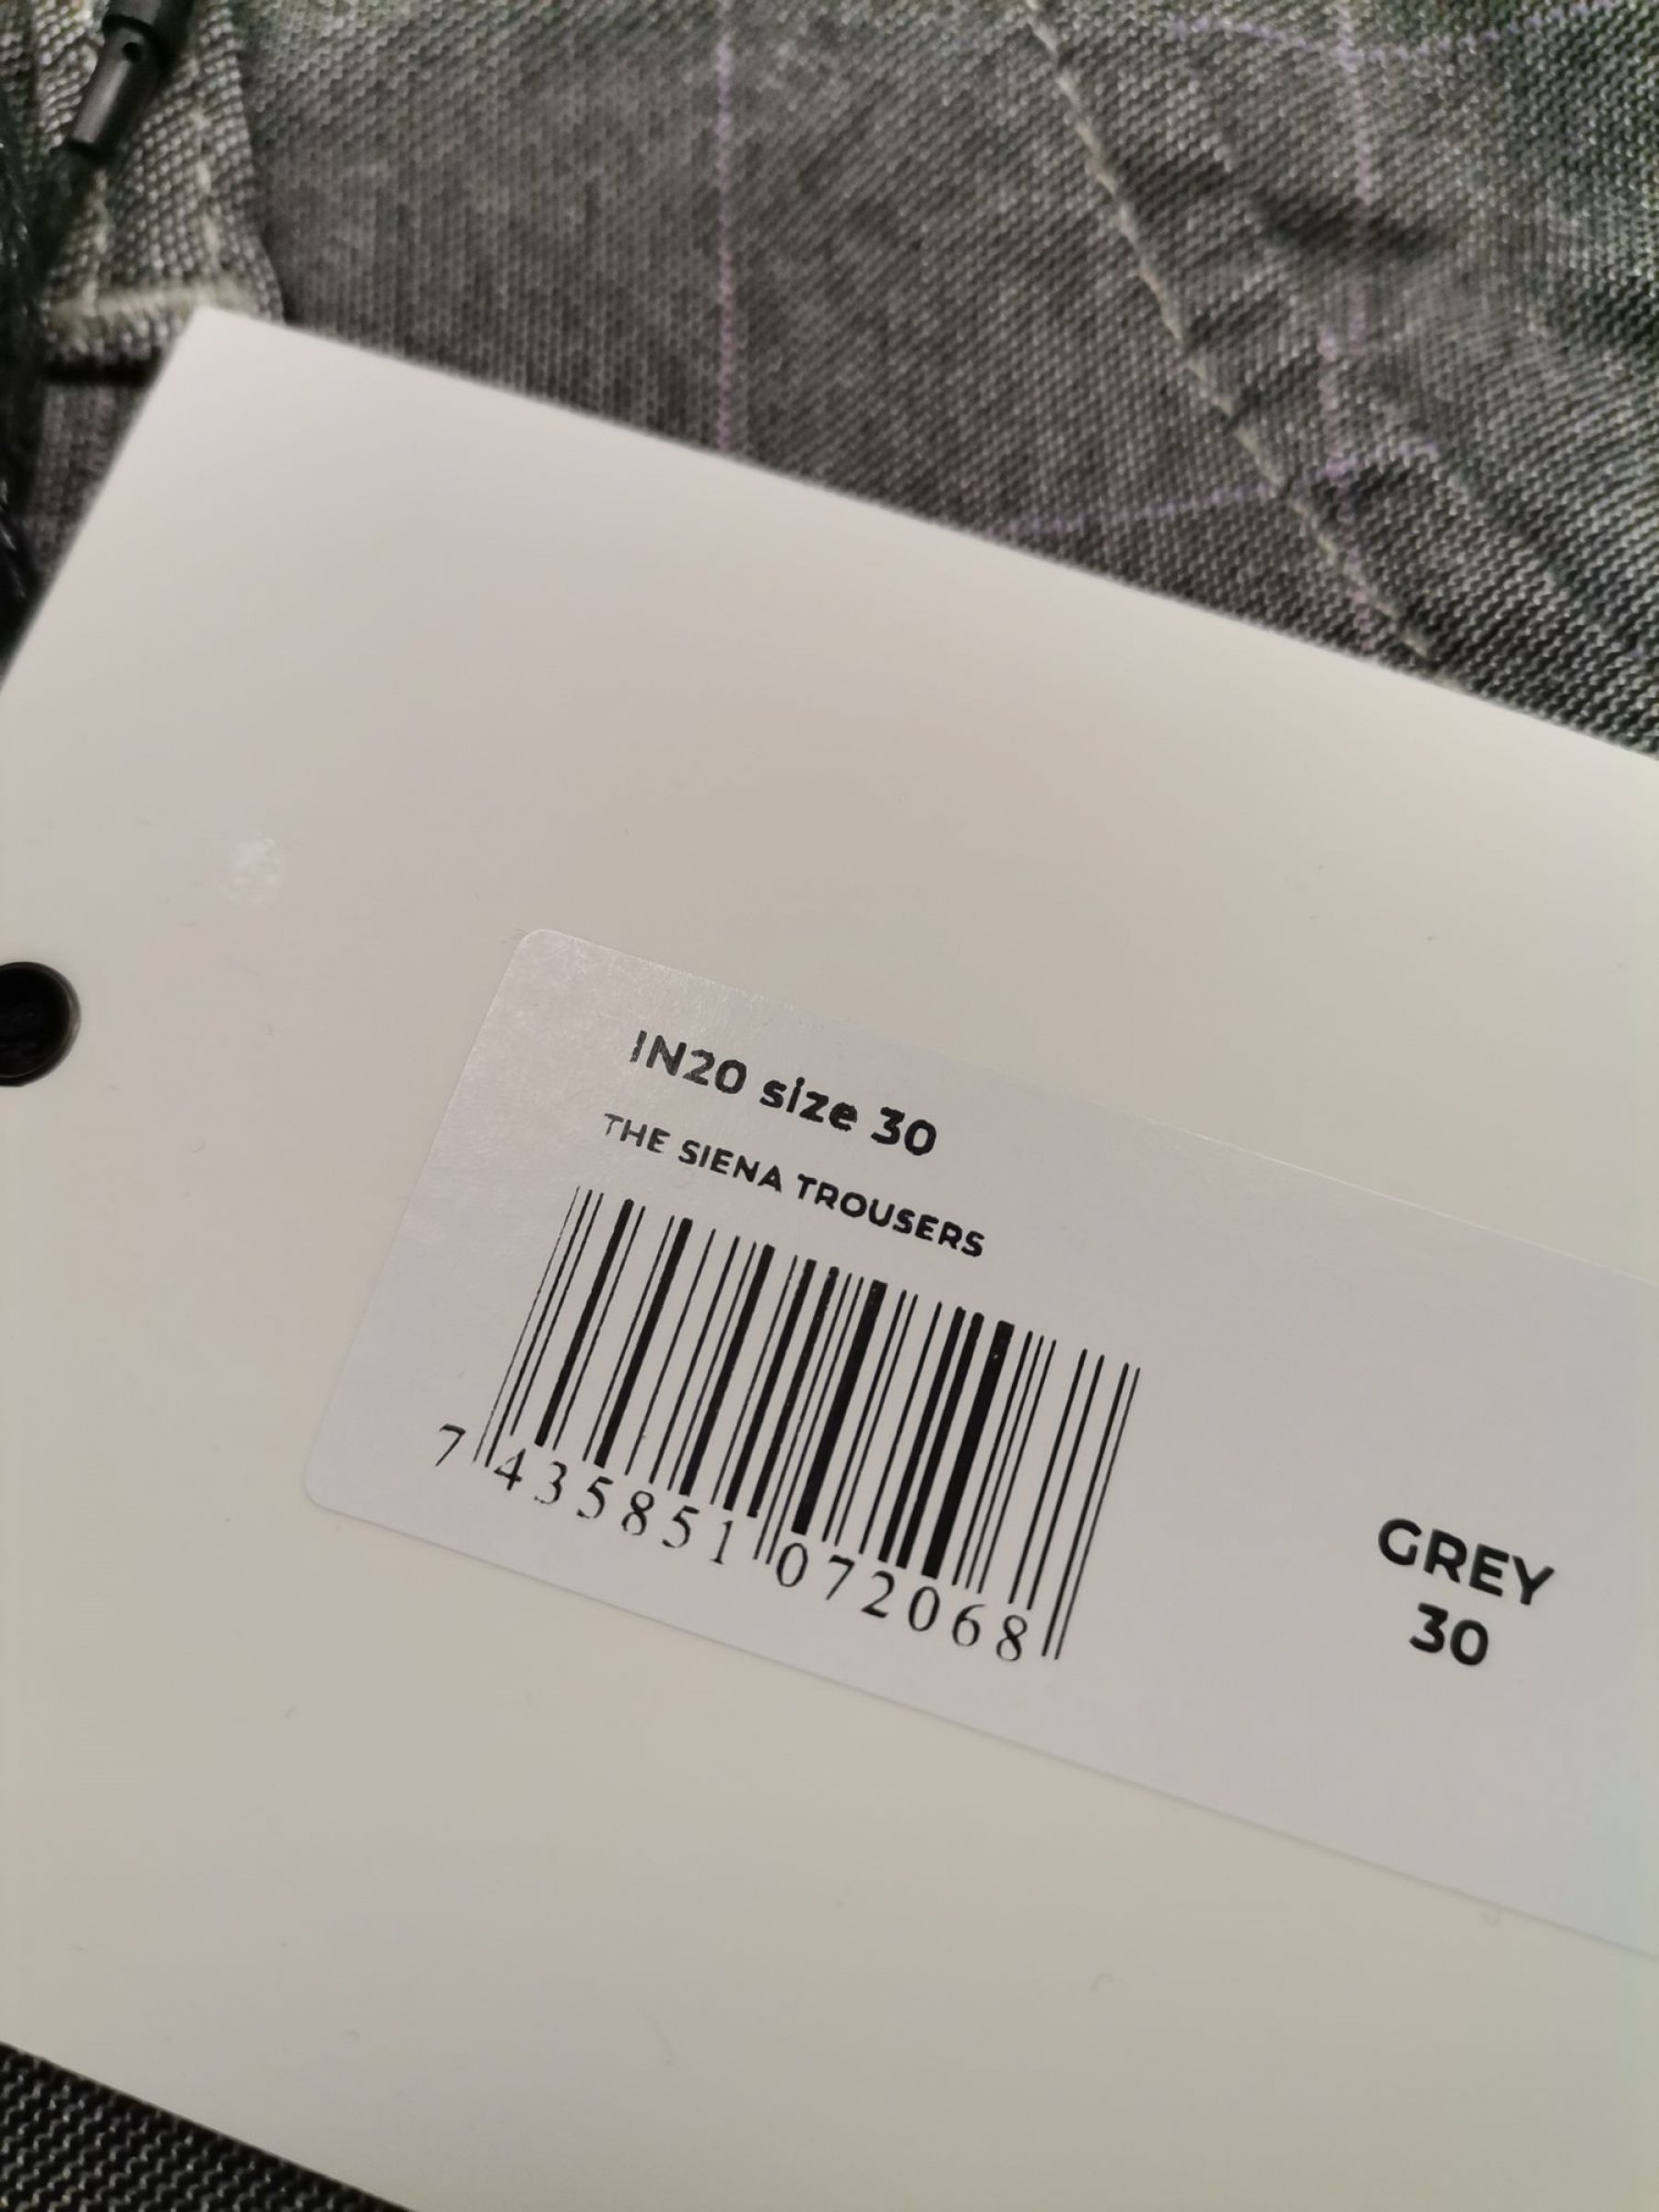 IN20 size 30
THE SIENA TROUSERS
7 435851 072068
GREY
30